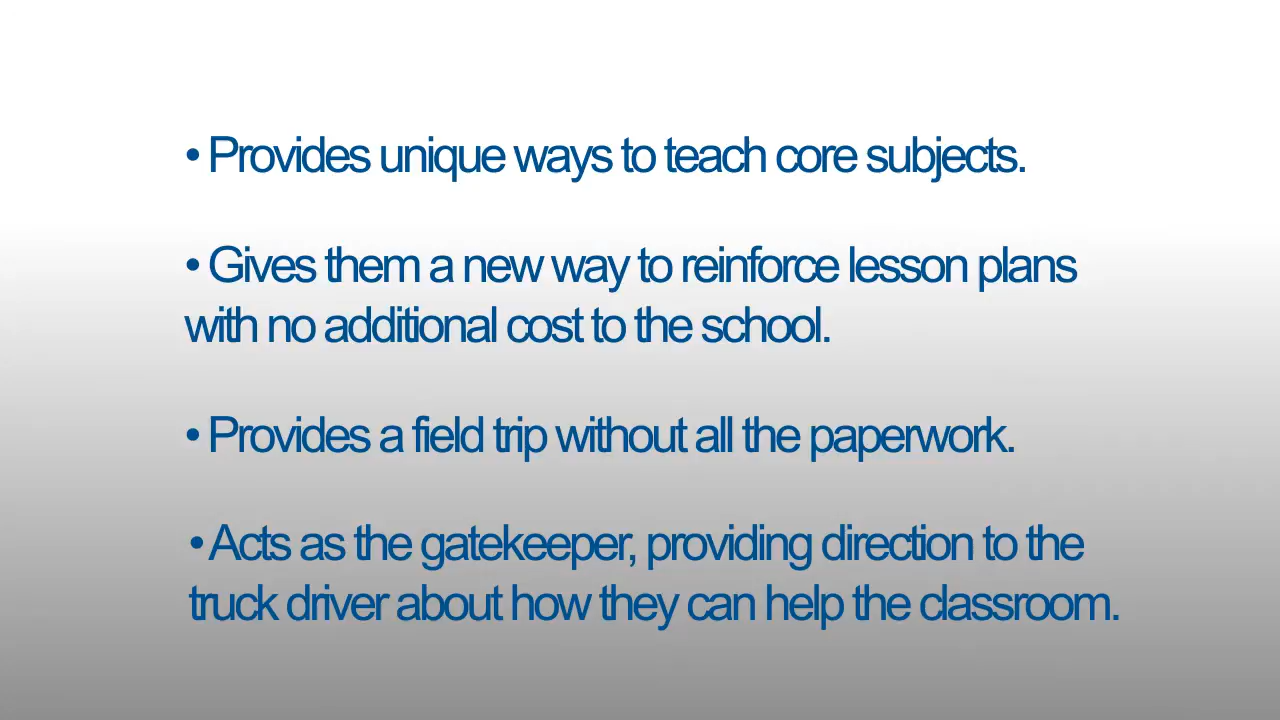 • Provides unique ways to teach core subjects.
• Gives them a new way to reinforce lesson plans
with no additional cost to the school.
• Provides a field trip without all the paperwork.
• Acts as the gatekeeper, providing direction to the
truck driver about how they can help the classroom.